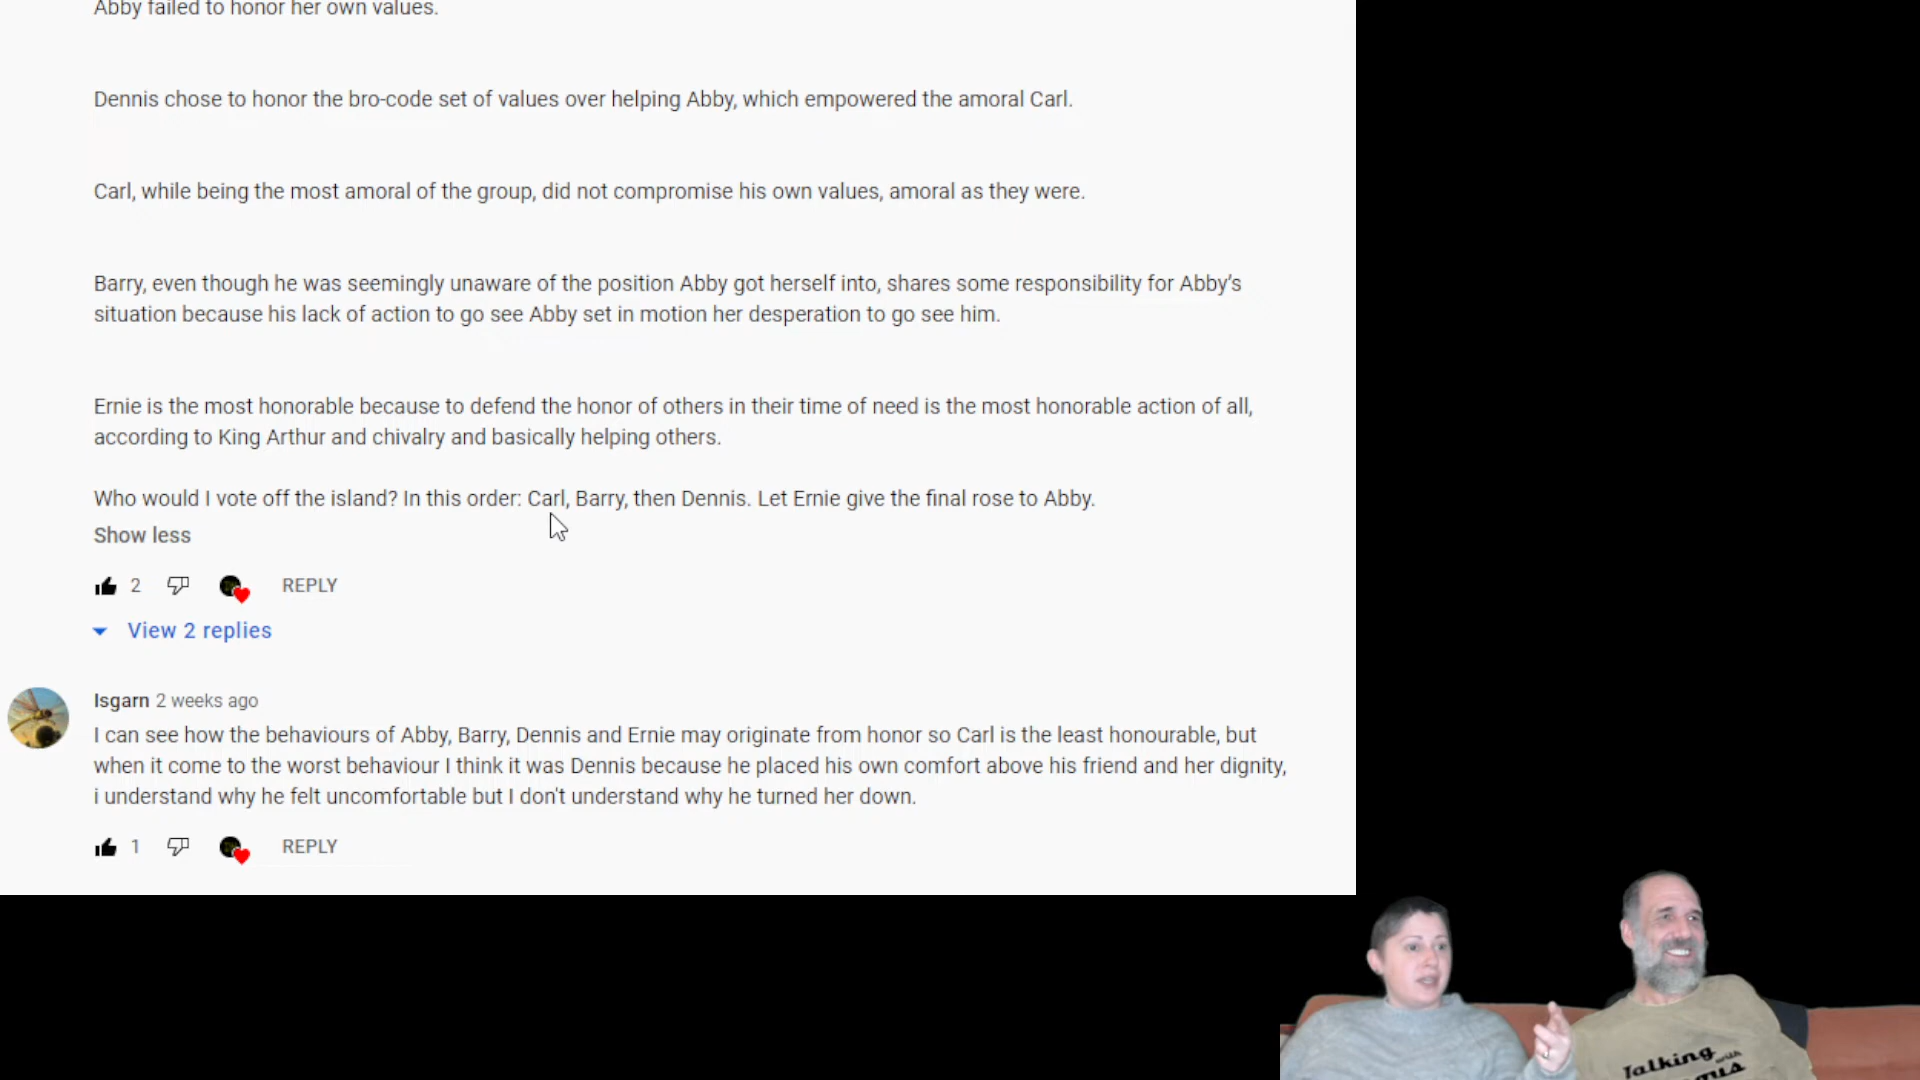 Abby failed to honor her own values.
Dennis chose to honor the bro-code set of values over helping Abby, which empowered the amoral Carl.
Carl, while being the most amoral of the group, did not compromise his own values, amoral as they were.
Barry, even though he was seemingly unaware of the position Abby got herself into, shares some responsibility for Abby's
situation because his lack of action to go see Abby set in motion her desperation to go see him.
Ernie is the most honorable because to defend the honor of others in their time of need is the most honorable action of all,
according to King Arthur and chivalry and basically helping others.
Who would I vote off the island? In this order: Carl, Barry, then Dennis. Let Ernie give the final rose to Abby.
Show less
2 REPLY
View 2 replies
Isgarn 2 weeks ago
I can see how the behaviours of Abby, Barry, Dennis and Ernie may originate from honor so Carl is the least honourable, but
when it come to the worst behaviour I think it was Dennis because he placed his own comfort above his friend and her dignity,
i understand why he felt uncomfortable but I don't understand why he turned her down.
1 REPLY
Talking with